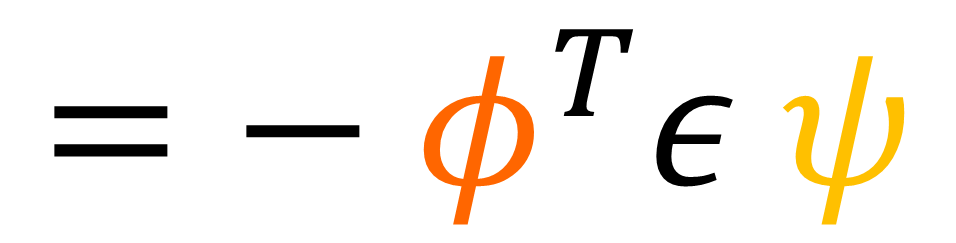 = − ϕᵀ ϵ ψ